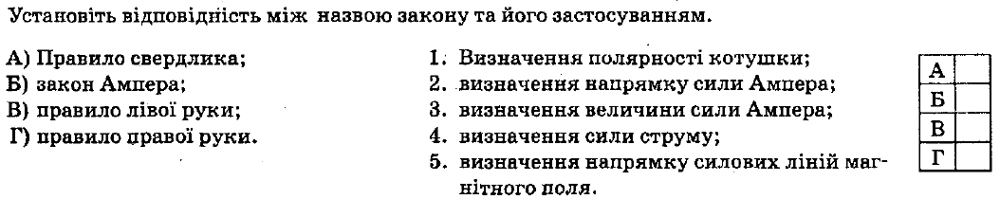 Установіть відповідність між назвою закону та його застосуванням.
А) Правило свердлика;
Б) закон Ампера;
В) правило лівої руки;
Г) правило правої руки.
1. Визначення полярності котушки;
2. визначення напрямку сили Ампера;
3. визначення величини сили Ампера;
4. визначення сили струму;
5. визначення напрямку силових ліній маг-
нітного поля.
А
Б
В
Г